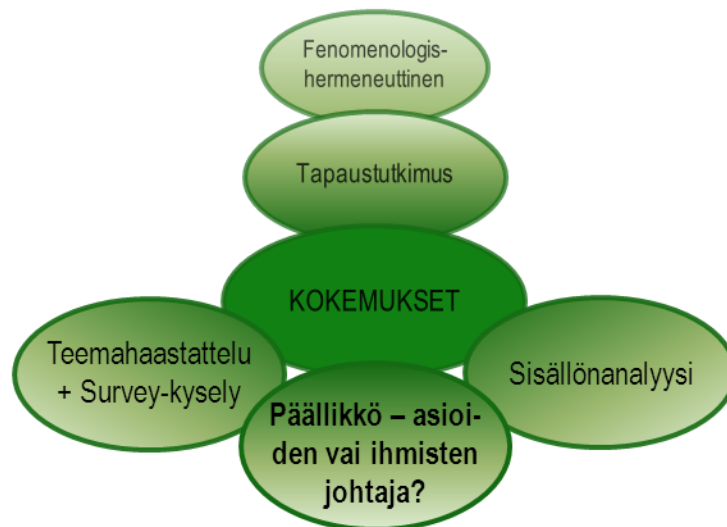 Fenomenologis-
hermeneuttinen
Tapaustutkimus
KOKEMUKSET
Teemahaastattelu
+ Survey-kysely
Sisällönanalyysi
Päällikkö – asioi-
den vai ihmisten
johtaja?